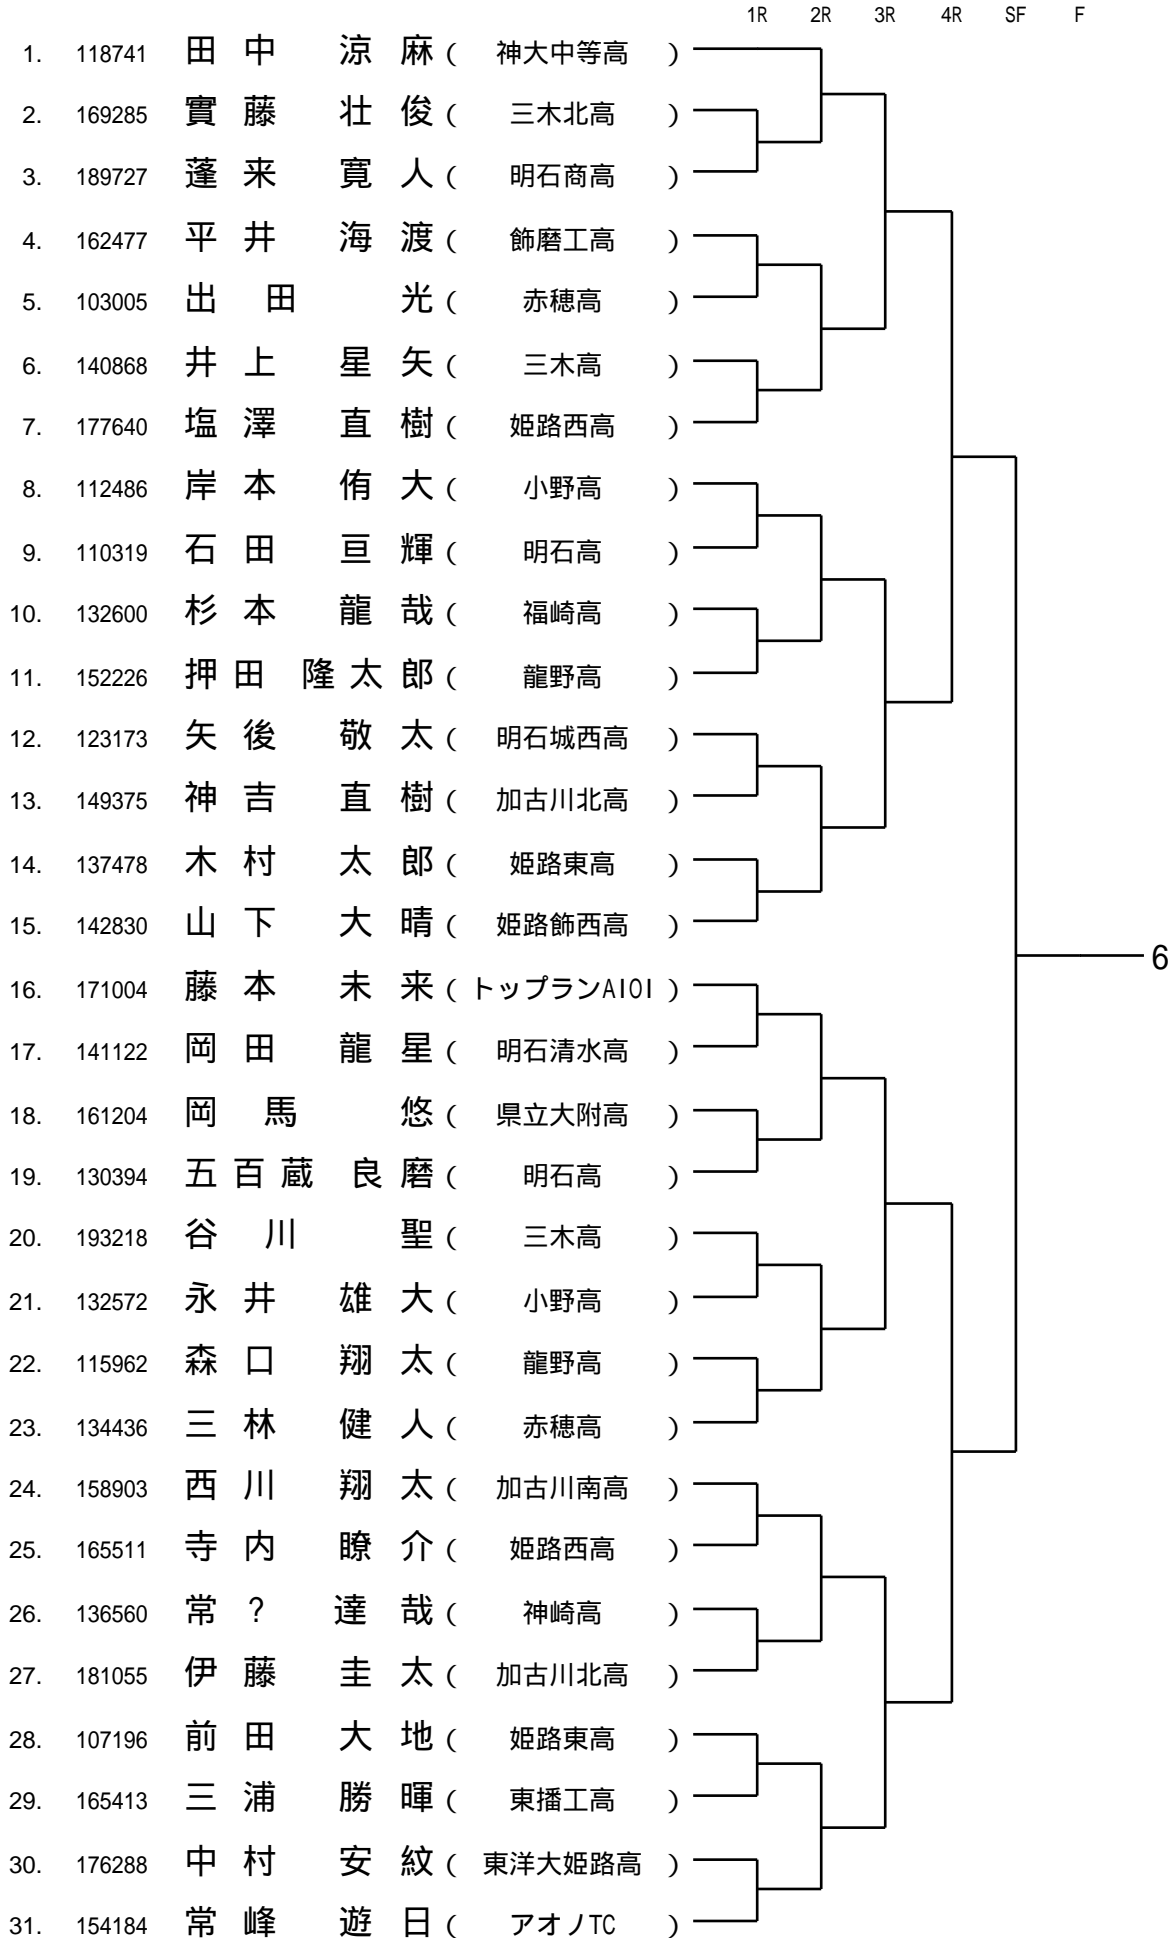 1R 2R 3R 4R SF F
1. 118741 田中 涼麻 ( 神大中等高 )
2. 169285 實藤 壮俊 ( 三木北高 )
3. 189727 蓬来 寛人 ( 明石商高 )
4. 162477 平井 海渡 ( 飾磨工高 )
5. 103005 出田 光 ( 赤穂高 )
6. 140868 井上 星矢 ( 三木高 )
7. 177640 塩澤 直樹 ( 姫路西高 )
8. 112486 岸本 侑大 ( 小野高 )
9. 110319 石田 亘輝 ( 明石高 )
10. 132600 杉本 龍哉 ( 福崎高 )
11. 152226 押田 隆太郎 ( 龍野高 )
12. 123173 矢後 敬太 ( 明石城西高 )
13. 149375 神吉 直樹 ( 加古川北高 )
14. 137478 木村 太郎 ( 姫路東高 )
15. 142830 山下 大晴 ( 姫路飾西高 )
6
16. 171004 藤本 未来 ( トップランAIOI )
17. 141122 岡田 龍星 ( 明石清水高 )
18. 161204 岡馬 悠 ( 県立大附高 )
19. 130394 五百蔵 良磨 ( 明石高 )
20. 193218 谷川 聖 ( 三木高 )
21. 132572 永井 雄大 ( 小野高 )
22. 115962 森口 翔太 ( 龍野高 )
23. 134436 三林 健人 ( 赤穂高 )
24. 158903 西川 翔太 ( 加古川南高 )
25. 165511 寺内 瞭介 ( 姫路西高 )
26. 136560 常? 達哉 ( 神崎高 )
27. 181055 伊藤 圭太 ( 加古川北高 )
28. 107196 前田 大地 ( 姫路東高 )
29. 165413 三浦 勝暉 ( 東播工高 )
30. 176288 中村 安紋 ( 東洋大姫路高 )
31. 154184 常峰 遊日 ( アオノTC )